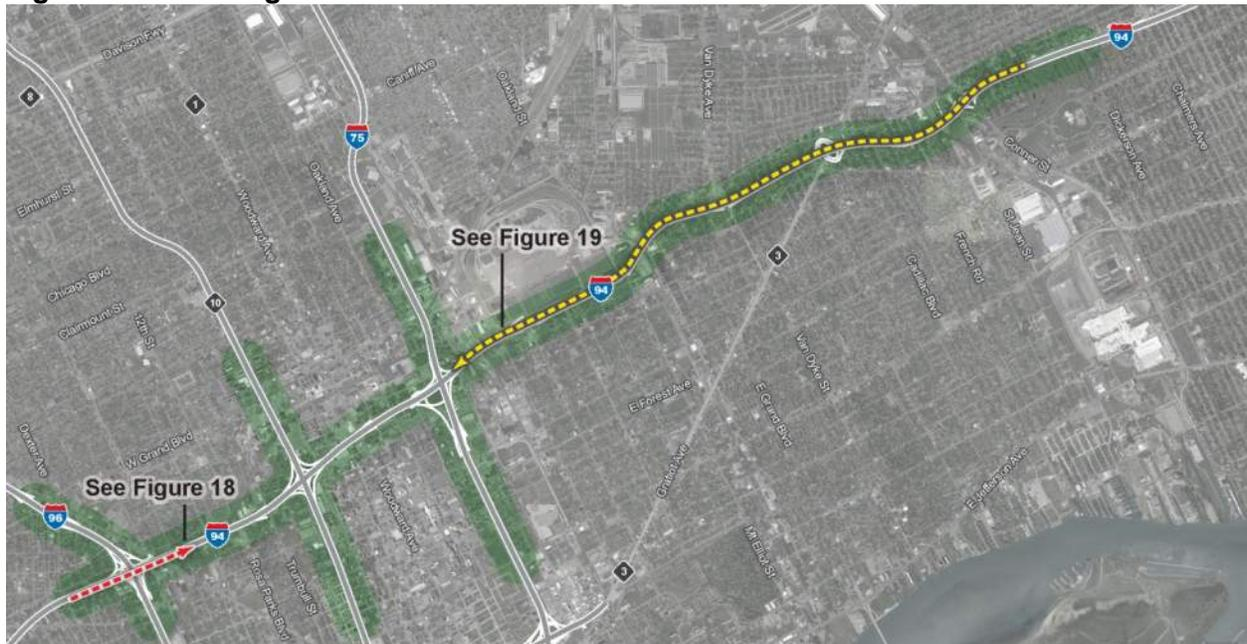 Davison Fwy
94
8
1
Caniff Ave
Oakland St
Van Dyke Ave
Chalmers Ave
75
Dickerson Ave
Conner St
Elmhurst St
Woodward Ave
Oakland Ave
St Jean St
French Rd
See Figure 19
3
Cadillac Blvd
Chicago Blvd
94
10
Clairmount St
12th St
Van Dyke St
E Forest Ave
E Grand Blvd
Dexter Ave
W Grand Blvd
Gratiot Ave
E Jefferson Ave
See Figure 18
Woodward Ave
96
94
Mt Elliott St
Rosa Parks Blvd
Trumbull St
3